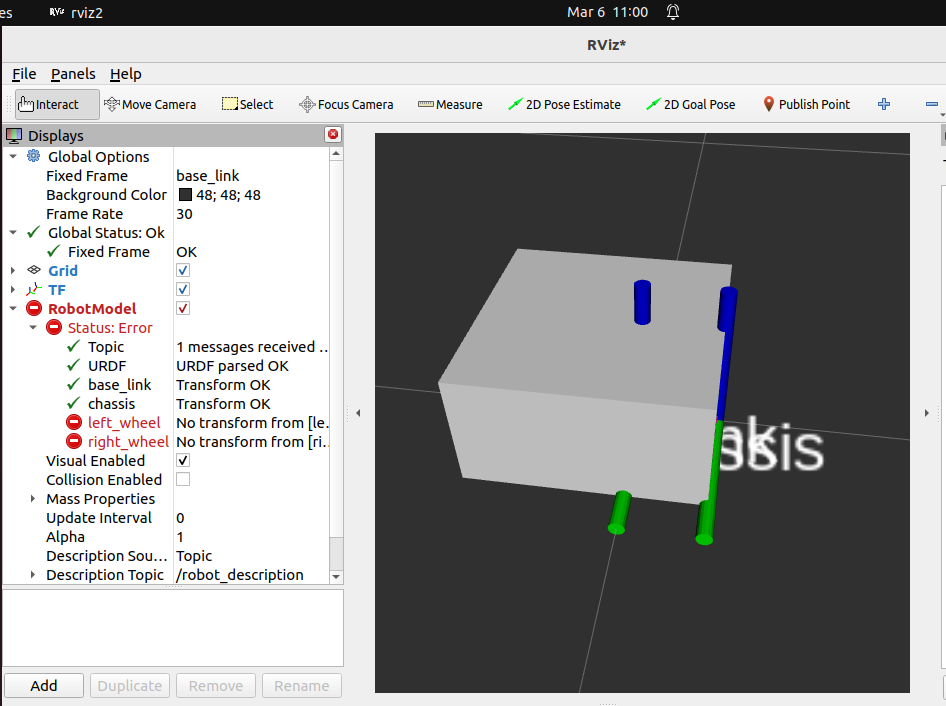 es rviz2 Mar 6 11:00
RViz*
File Panels Help
Interact Move Camera Select Focus Camera Measure 2D Pose Estimate 2D Goal Pose Publish Point
Displays
Global Options
Fixed Frame base_link
Background Color 48; 48; 48
Frame Rate 30
Global Status: Ok
Fixed Frame OK
Grid
TF
RobotModel
Status: Error
Topic 1 messages received ..
URDF URDF parsed OK
base_link Transform OK
chassis Transform OK
left_wheel No transform from [le.
right_wheel No transform from [ri.
Visual Enabled
Collision Enabled
Mass Properties
Update Interval 0
Alpha 1
Description Sou... Topic
Description Topic /robot_description
Add Duplicate Remove Rename